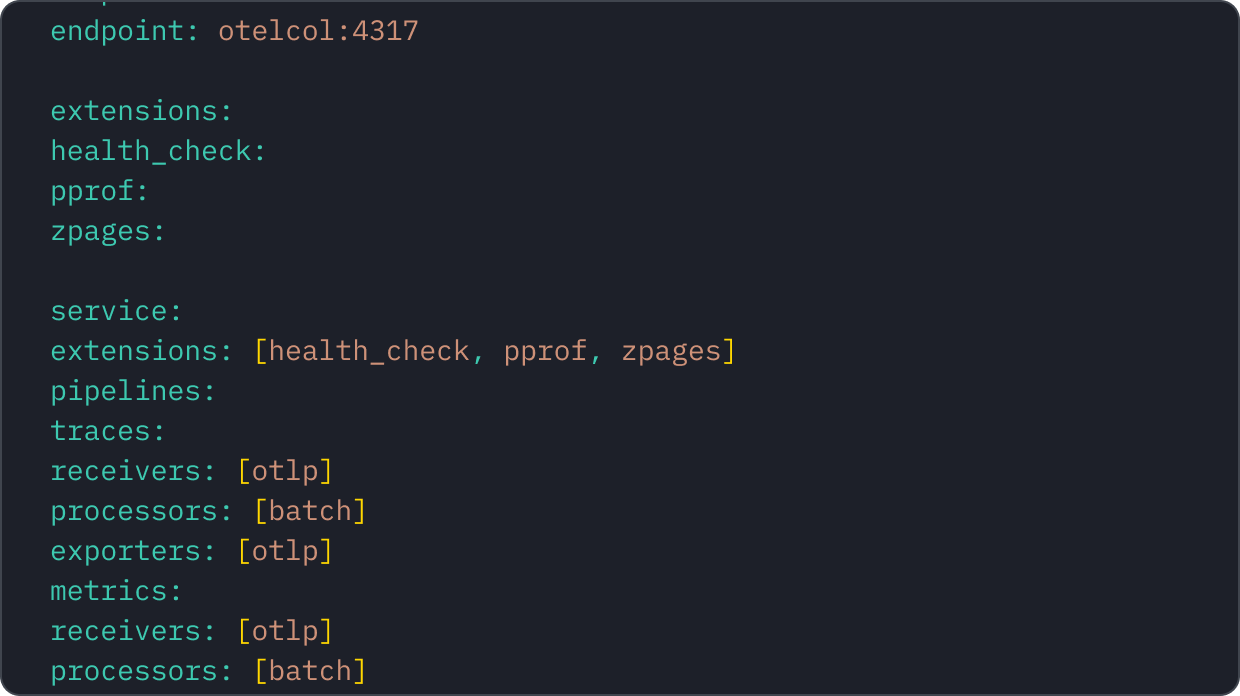 endpoint: otelcol:4317
extensions:
health_check:
pprof:
zpages:
service:
extensions: [health_check, pprof, zpages]
pipelines:
traces:
receivers: [otlp]
processors: [batch]
exporters: [otlp]
metrics:
receivers: [otlp]
processors: [batch]